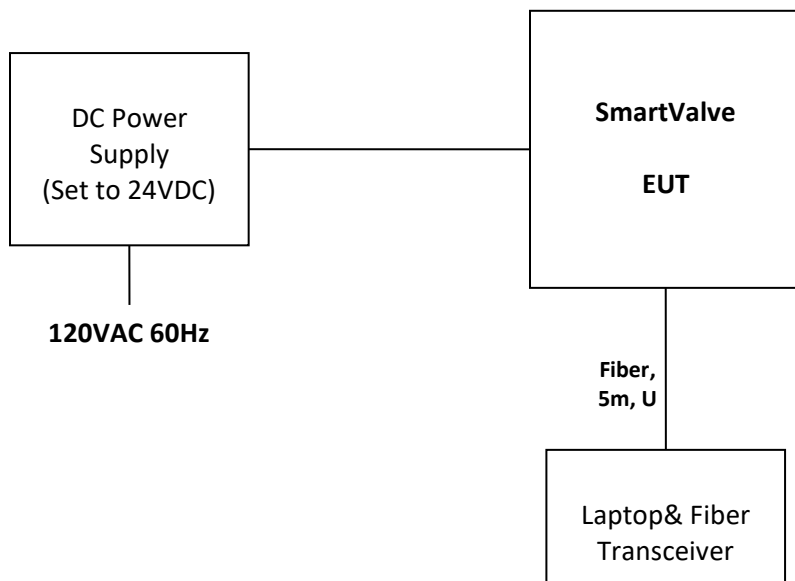 DC Power
Supply
(Set to 24VDC)
SmartValve
EUT
120VAC 60Hz
Fiber,
5m, U
Laptop& Fiber
Transceiver